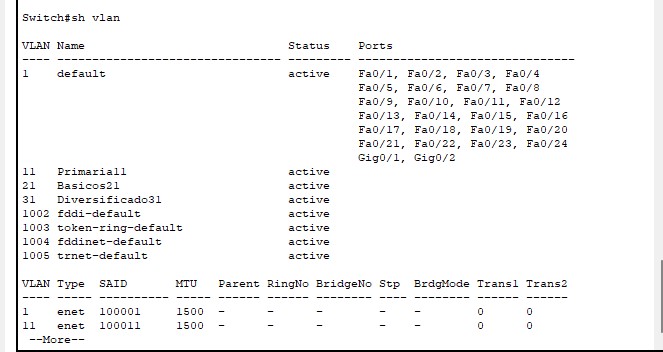 Switch#sh vlan
VLAN Name Status Ports
---- -------------------------------- --------- -------------------------------
1 default active Fa0/1, Fa0/2, Fa0/3, Fa0/4
Fa0/5, Fa0/6, Fa0/7, Fa0/8
Fa0/9, Fa0/10, Fa0/11, Fa0/12
Fa0/13, Fa0/14, Fa0/15, Fa0/16
Fa0/17, Fa0/18, Fa0/19, Fa0/20
Fa0/21, Fa0/22, Fa0/23, Fa0/24
Gig0/1, Gig0/2
11 Primaria11 active
21 Basicos21 active
31 Diversificado31 active
1002 fddi-default active
1003 token-ring-default active
1004 fddinet-default active
1005 trnet-default active
VLAN Type SAID MTU Parent RingNo BridgeNo Stp BrdgMode Trans1 Trans2
---- ----- ---------- ----- ------ ------ -------- ---- -------- ------ ------
1 enet 100001 1500 - - - - - 0 0
11 enet 100011 1500 - - - - - 0 0
--More--